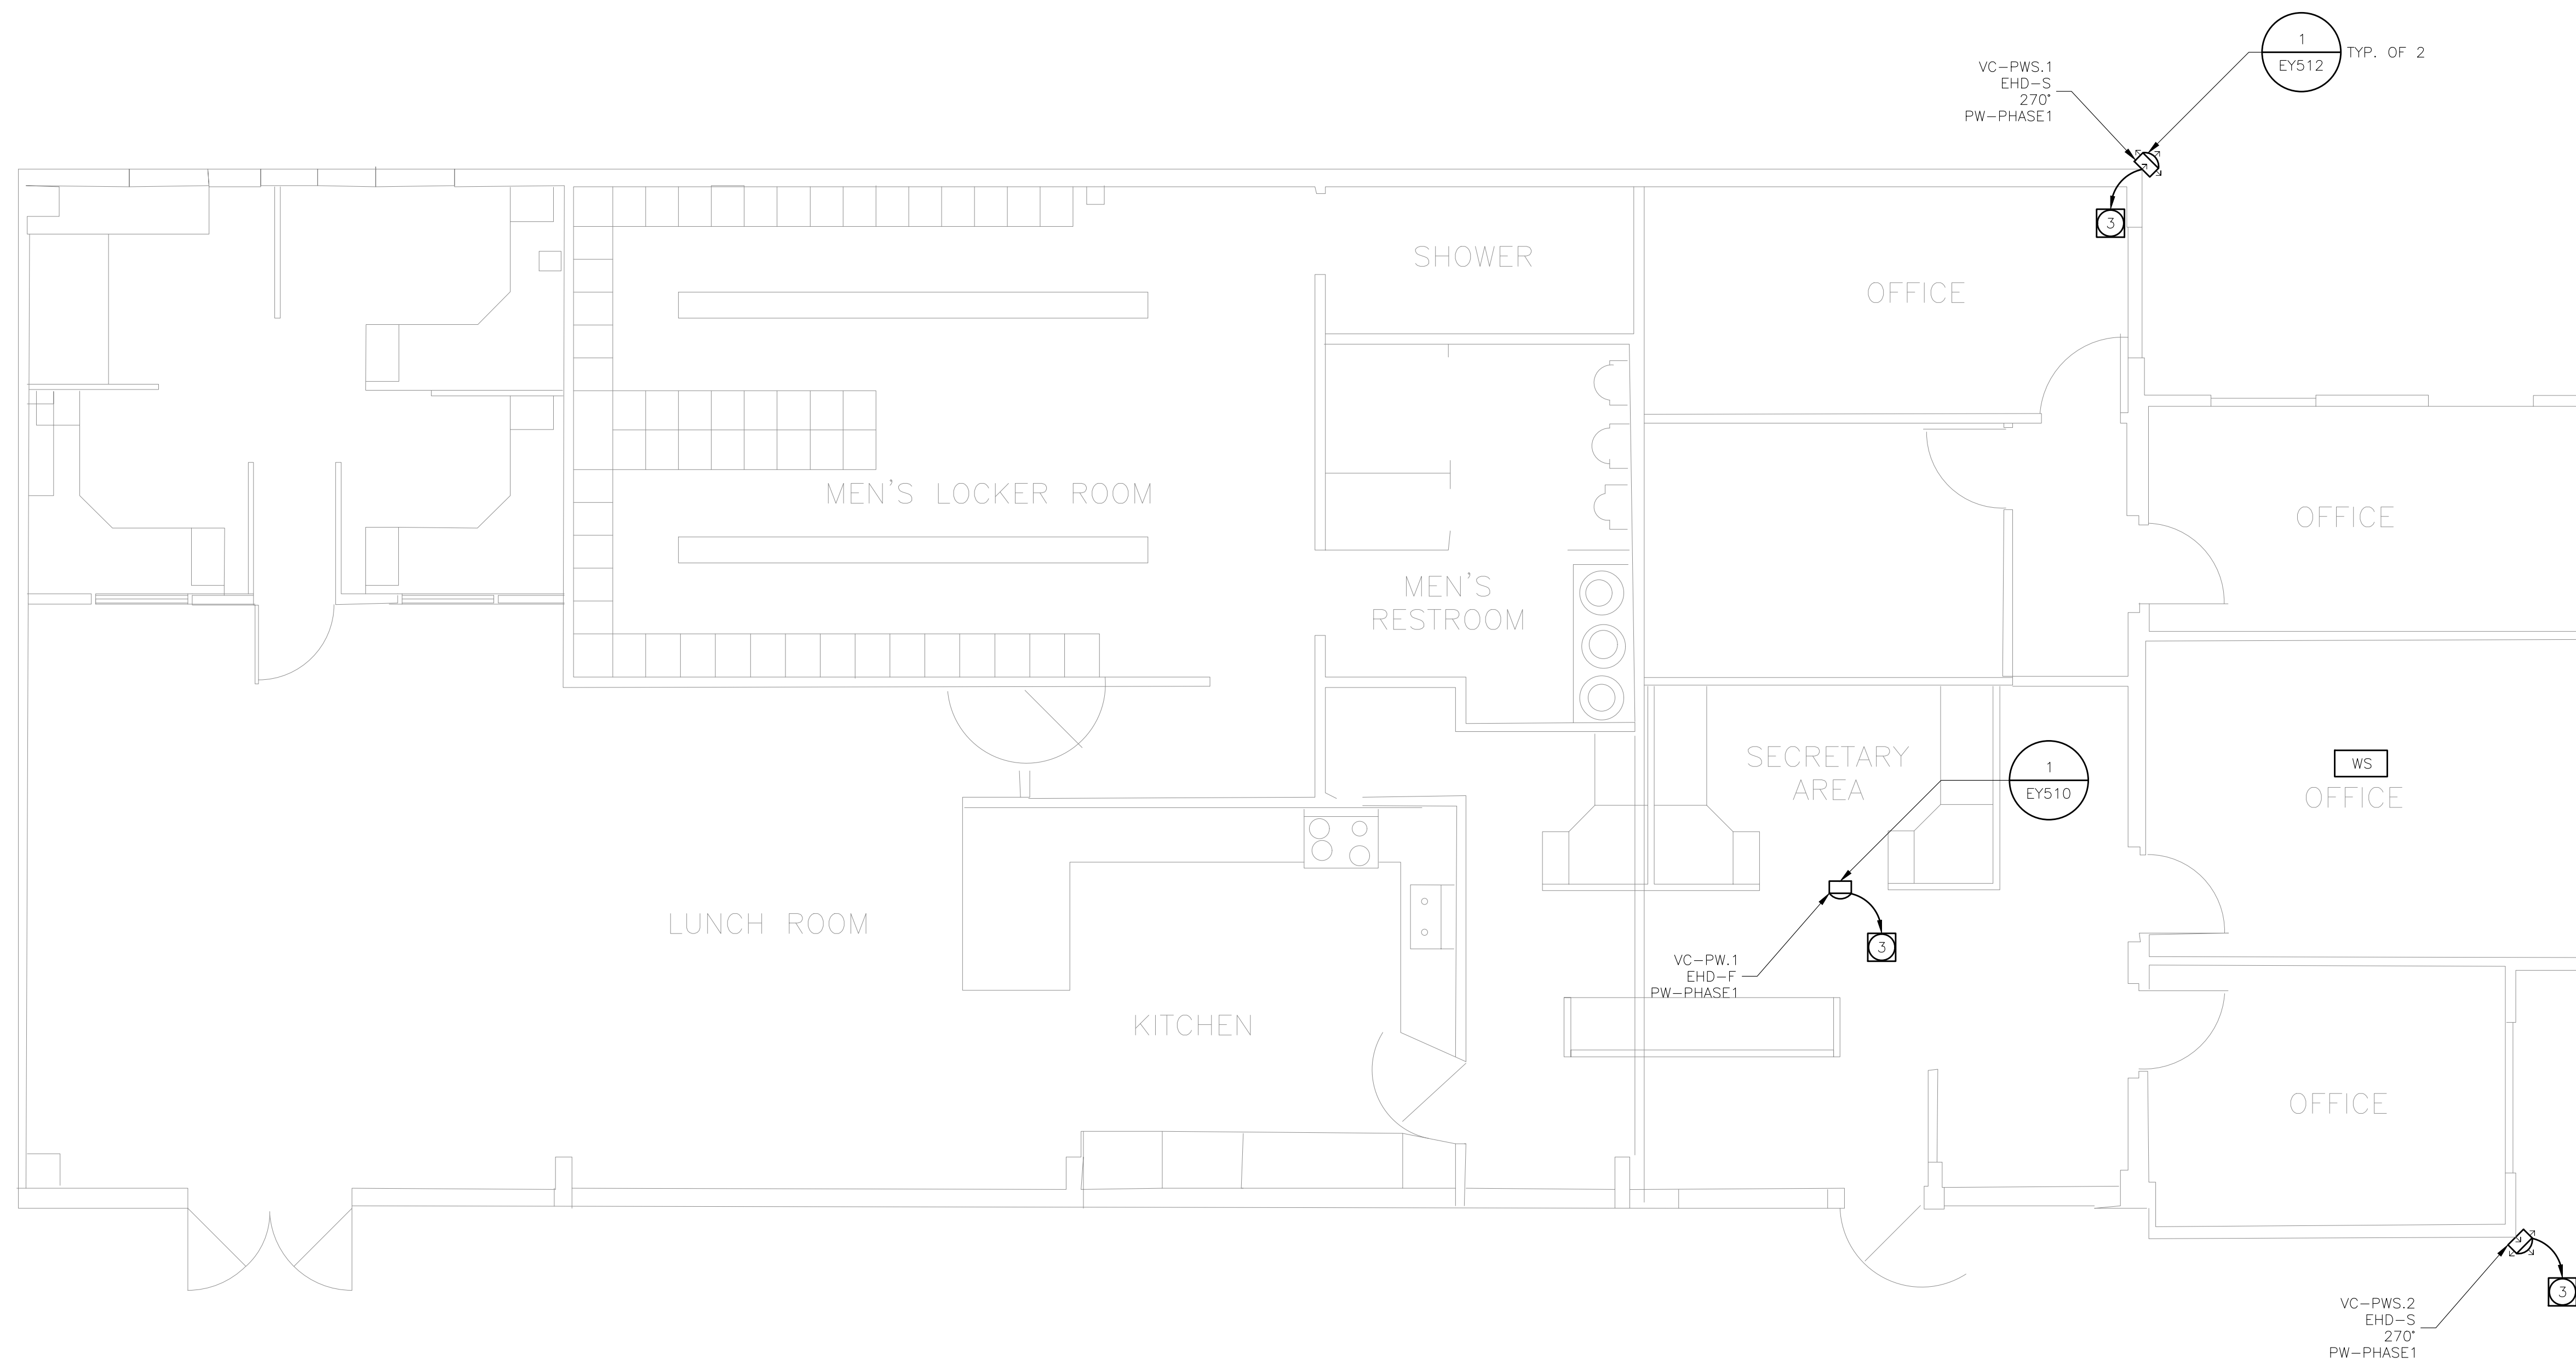 1
EY512
TYP. OF 2
VC-PWS.1
EHD-S
270°
PW-PHASE1
3
SHOWER
OFFICE
MEN'S LOCKER ROOM
OFFICE
MEN'S
RESTROOM
SECRETARY
AREA
1
EY510
WS
OFFICE
LUNCH ROOM
3
VC-PW.1
EHD-F
PW-PHASE1
KITCHEN
OFFICE
3
VC-PWS.2
EHD-S
270°
PW-PHASE1